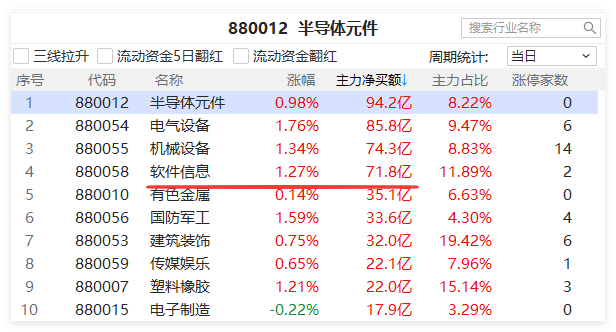 880012 半导体元件 搜索行业名称
三线拉升 流动资金5日翻红 流动资金翻红 周期统计: 当日
序号 代码 名称 涨幅 主力净买额↓ 主力占比 涨停家数
1 880012 半导体元件 0.98% 94.2亿 8.22% 0
2 880054 电气设备 1.76% 85.8亿 9.47% 6
3 880055 机械设备 1.34% 74.3亿 8.83% 14
4 880058 软件信息 1.27% 71.8亿 11.89% 2
5 880010 有色金属 0.14% 35.1亿 6.63% 0
6 880056 国防军工 1.59% 33.6亿 4.30% 4
7 880053 建筑装饰 0.75% 32.0亿 19.42% 6
8 880059 传媒娱乐 0.65% 22.1亿 7.96% 1
9 880007 塑料橡胶 1.21% 22.0亿 15.14% 3
10 880015 电子制造 -0.22% 17.9亿 3.29% 0